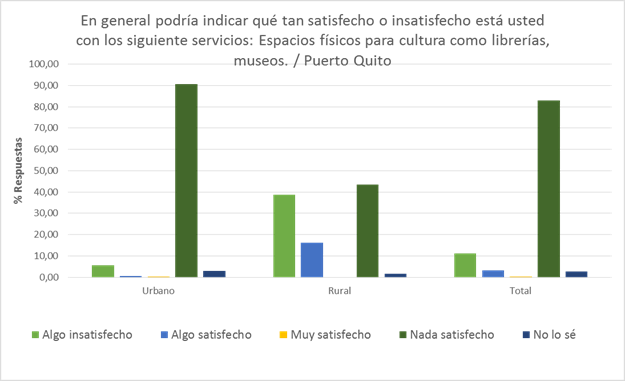 En general podría indicar qué tan satisfecho o insatisfecho está usted
con los siguiente servicios: Espacios físicos para cultura como librerías,
museos. / Puerto Quito
100,00
90,00
80,00
70,00
60,00
50,00
40,00
30,00
20,00
10,00
0,00
% Respuestas
Urbano Rural Total
Algo insatisfecho Algo satisfecho Muy satisfecho Nada satisfecho No lo sé